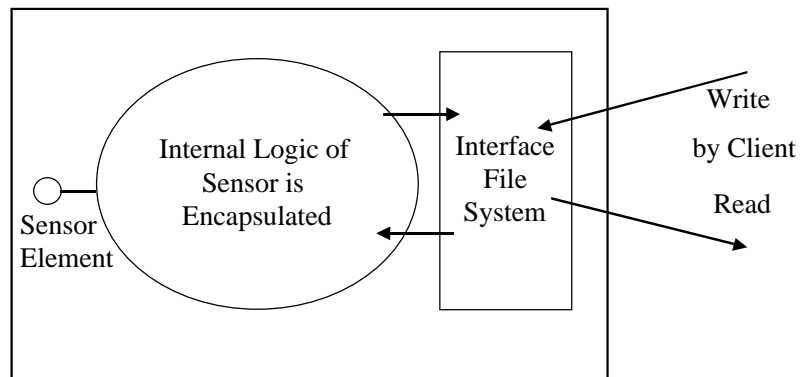 Internal Logic of
Sensor is
Encapsulated
Sensor
Element
Interface
File
System
Write
by Client
Read